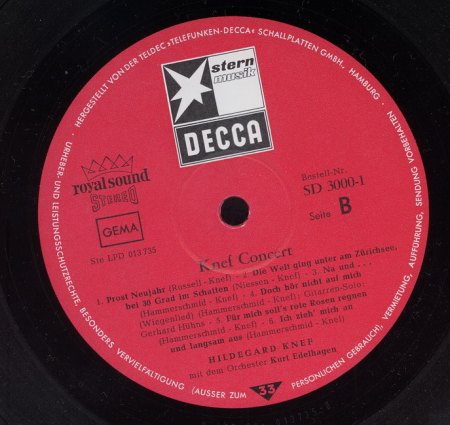 HERGESTELLT VON DER TELDEC »TELEFUNKEN-DECCA« SCHALLPLATTEN GMBH., HAMBURG · URHEBER- UND LEISTUNGSSCHUTZRECHTE, BESONDERS VERVIELFÄLTIGUNG (AUSSER ZUM PERSÖNLICHEN GEBRAUCH), VERMIETUNG, AUFFÜHRUNG, SENDUNG VORBEHALTEN
stern
musik
DECCA
royal sound
STEREO
GEMA
Ste LPD 013735
Bestell-Nr.
SD 3000-1
Seite B
Knef Concert
1. Prost Neujahr (Rossell - Knef) - 2. Die Welt ging unter am Zürichsee,
bei 30 Grad im Schatten (Niessen - Knef) - 3. Na und . . .
(Hammerschmid - Knef) - 4. Doch hör nicht auf mich
(Wiegenlied) (Hammerschmid - Knef) Gitarren-Solo:
Gerhard Hühns - 5. Für mich soll's rote Rosen regnen
(Hammerschmid - Knef) - 6. Ich zieh' mich an
und langsam aus (Hammerschmid - Knef)
HILDEGARD KNEF
mit dem Orchester Kurt Edelhagen
33